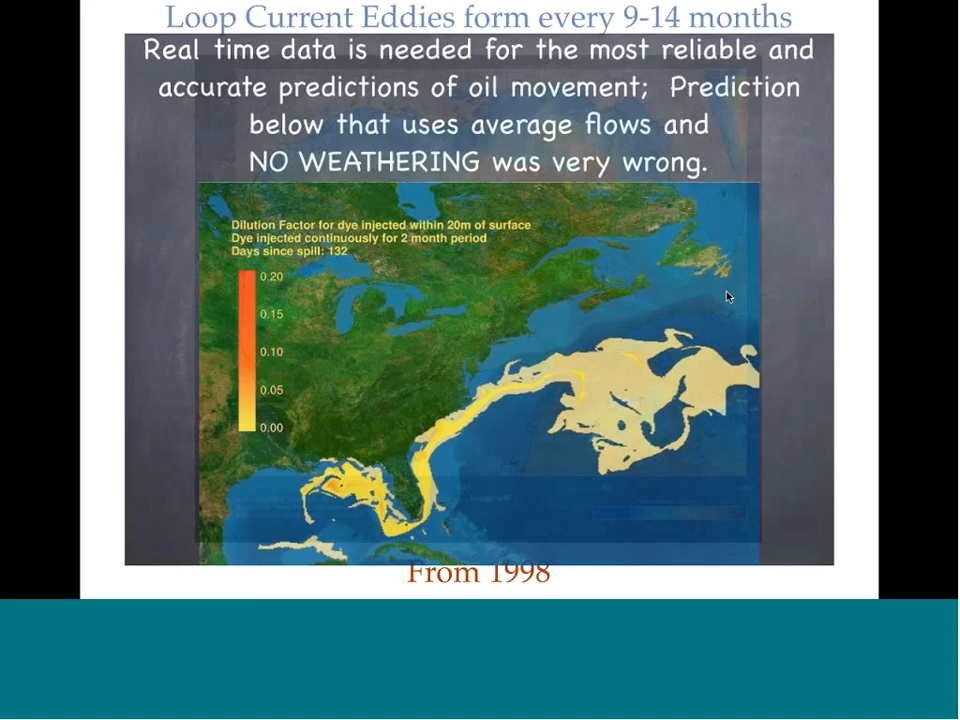 Loop Current Eddies form every 9-14 months
Real time data is needed for the most reliable and
accurate predictions of oil movement; Prediction
below that uses average flows and
NO WEATHERING was very wrong.
Dilution Factor for dye injected within 20m of surface
Dye injected continuously for 2 month period
Days since spill: 132
0.20
0.15
0.10
0.05
0.00
From 1998